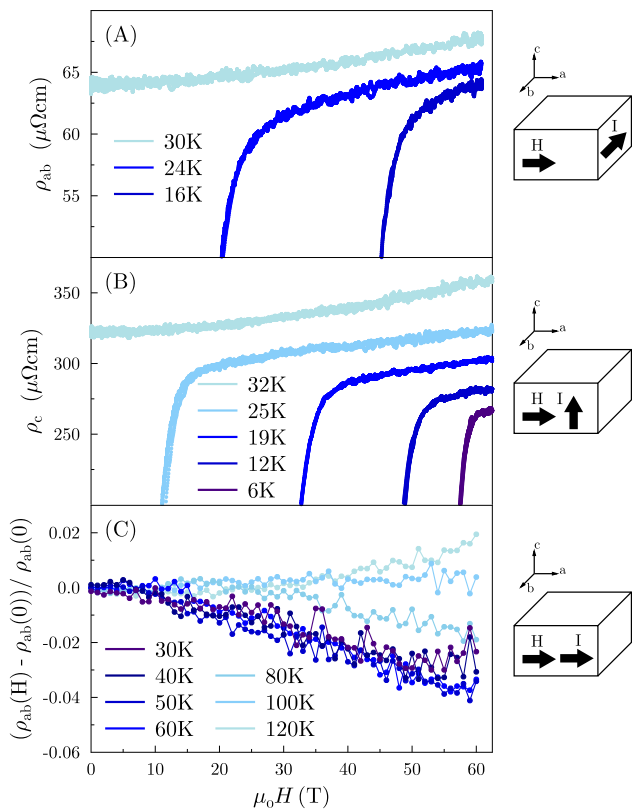 (A)
65
60
55
ρab (μΩcm)
30K
24K
16K
c
a
b
H
I
(B)
350
300
250
ρc (μΩcm)
32K
25K
19K
12K
6K
c
a
b
H I
(C)
0.02
0.0
-0.02
-0.04
-0.06
(ρab(H) - ρab(0)) / ρab(0)
30K
40K
50K
60K
80K
100K
120K
c
a
b
H I
0 10 20 30 40 50 60
μoH (T)